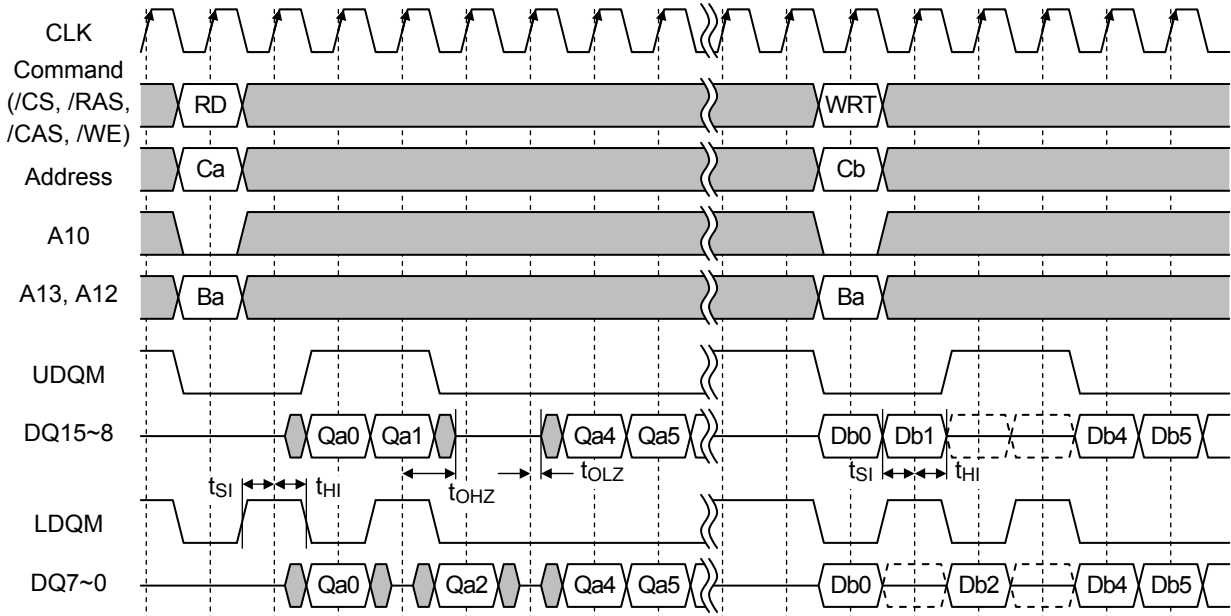 CLK
Command
(/CS, /RAS,
/CAS, /WE)
RD WRT
Address Ca Cb
A10
A13, A12 Ba Ba
UDQM
DQ15~8 Qa0 Qa1 Qa4 Qa5 Db0 Db1 Db4 Db5
tSI tHI tOHZ tOLZ tSI tHI
LDQM
DQ7~0 Qa0 Qa2 Qa4 Qa5 Db0 Db2 Db4 Db5